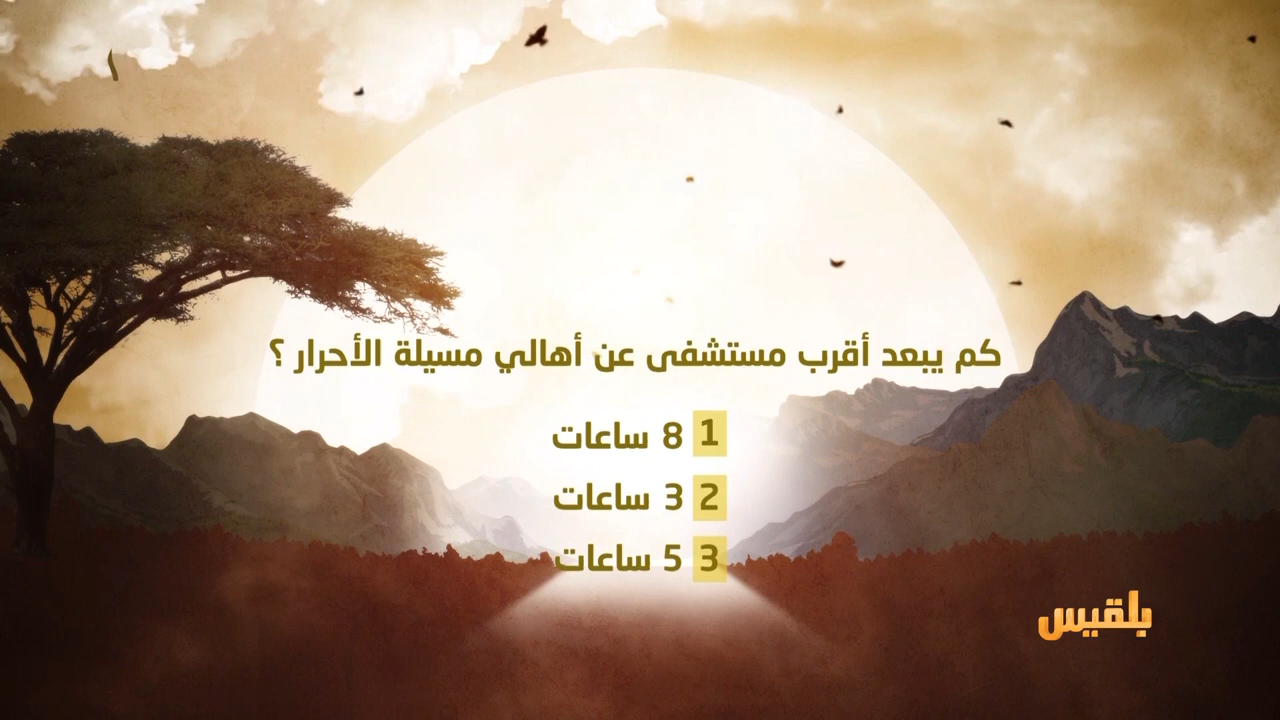 كم يبعد أقرب مستشفى عن أهالي مسيلة الأحرار ؟
1 8 ساعات
2 3 ساعات
3 5 ساعات
بلقيس